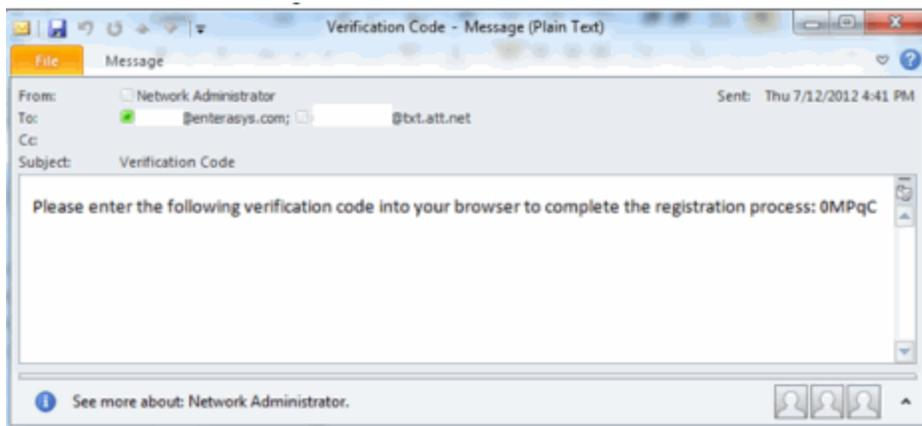 Verification Code - Message (Plain Text)
File Message
From: Network Administrator Sent: Thu 7/12/2012 4:41 PM
To: @enterasys.com; @txt.att.net
Cc:
Subject: Verification Code
Please enter the following verification code into your browser to complete the registration process: 0MPqC
See more about: Network Administrator.